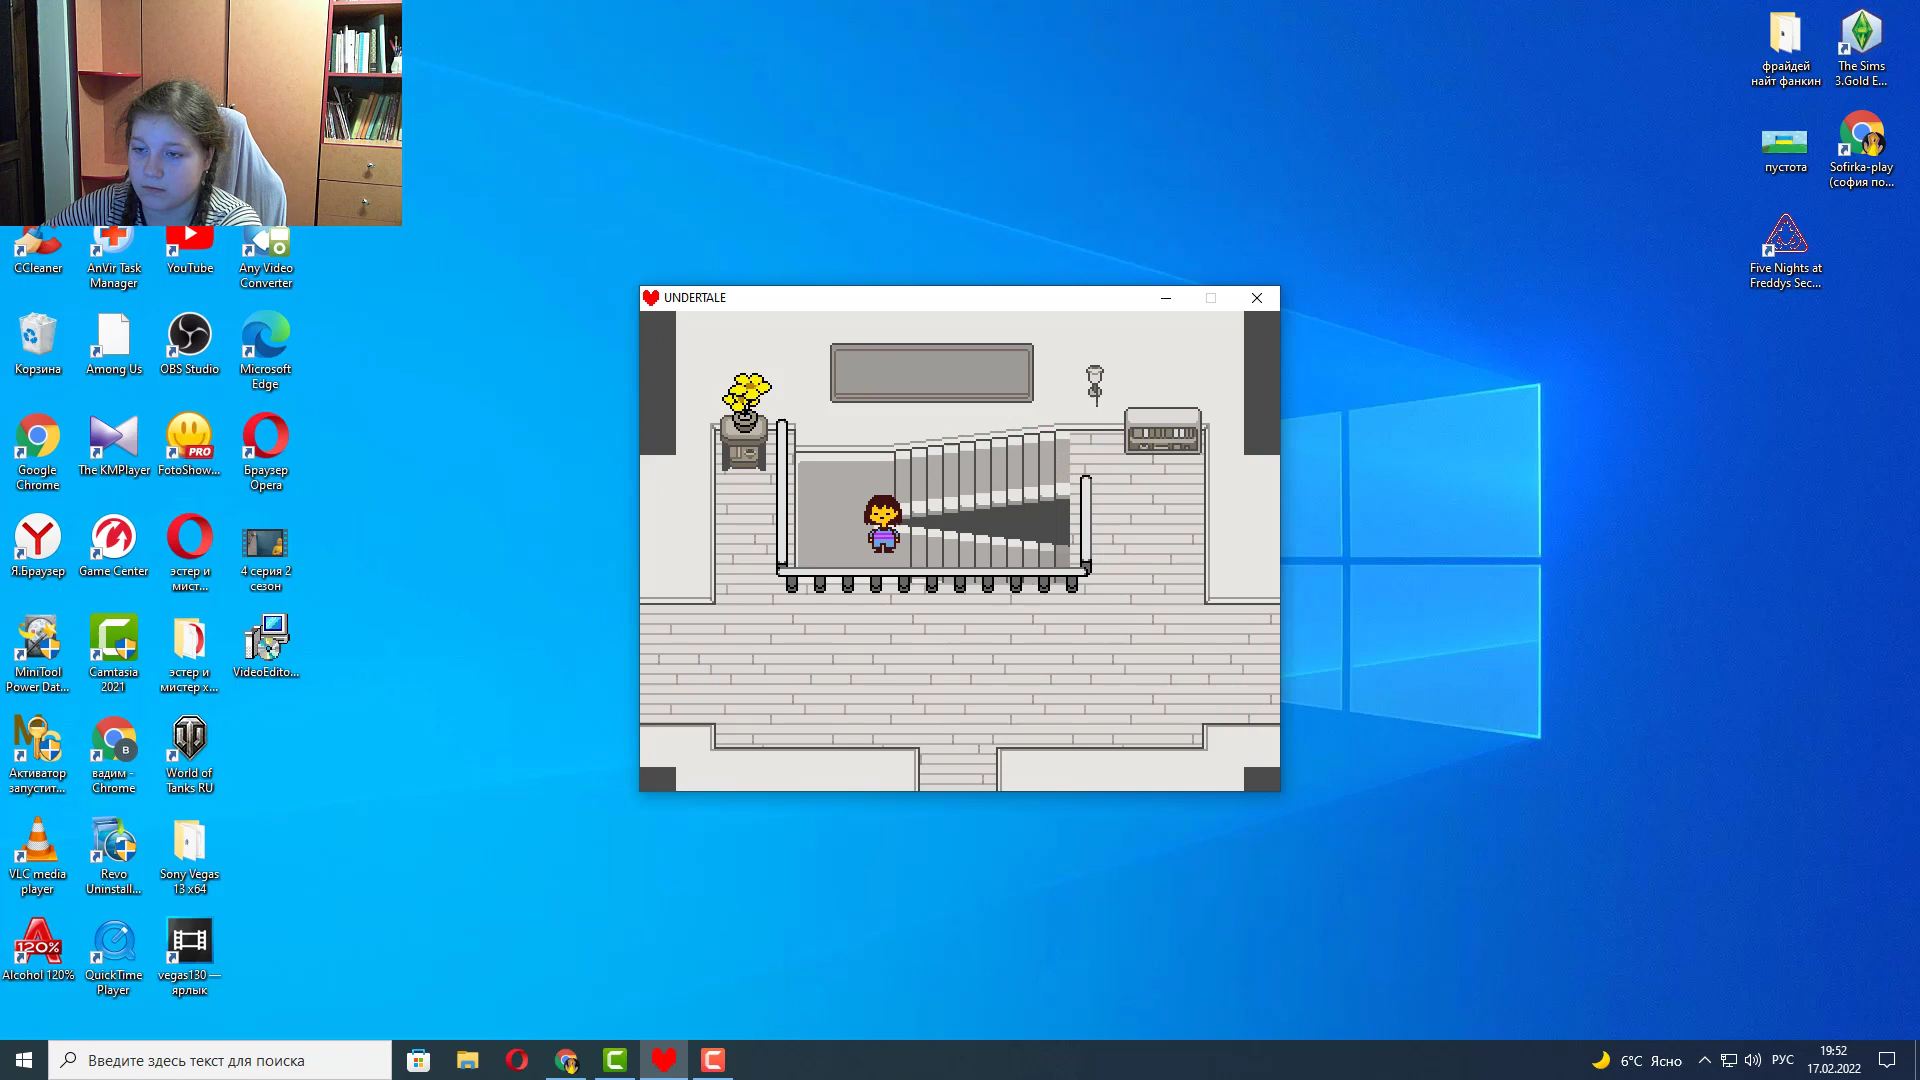 фрайдей
найт фанкин
The Sims
3.Gold E...
пустота
Sofirka-play
(софия по...
Five Nights at
Freddys Sec...
CCleaner
AnVir Task
Manager
YouTube
Any Video
Converter
UNDERTALE
Корзина
Among Us
OBS Studio
Microsoft
Edge
Google
Chrome
The KMPlayer
PRO
FotoShow...
Браузер
Opera
Я.Браузер
Game Center
эстер и
мист...
4 серия 2
сезон
MiniTool
Power Dat...
Camtasia
2021
эстер и
мистер х...
VideoEdito...
Активатор
запустит...
B
вадим -
Chrome
World of
Tanks RU
VLC media
player
Revo
Uninstall...
Sony Vegas
13 x64
120%
Alcohol 120%
QuickTime
Player
vegas130 —
ярлык
Введите здесь текст для поиска
6°C Ясно
РУС
19:52
17.02.2022